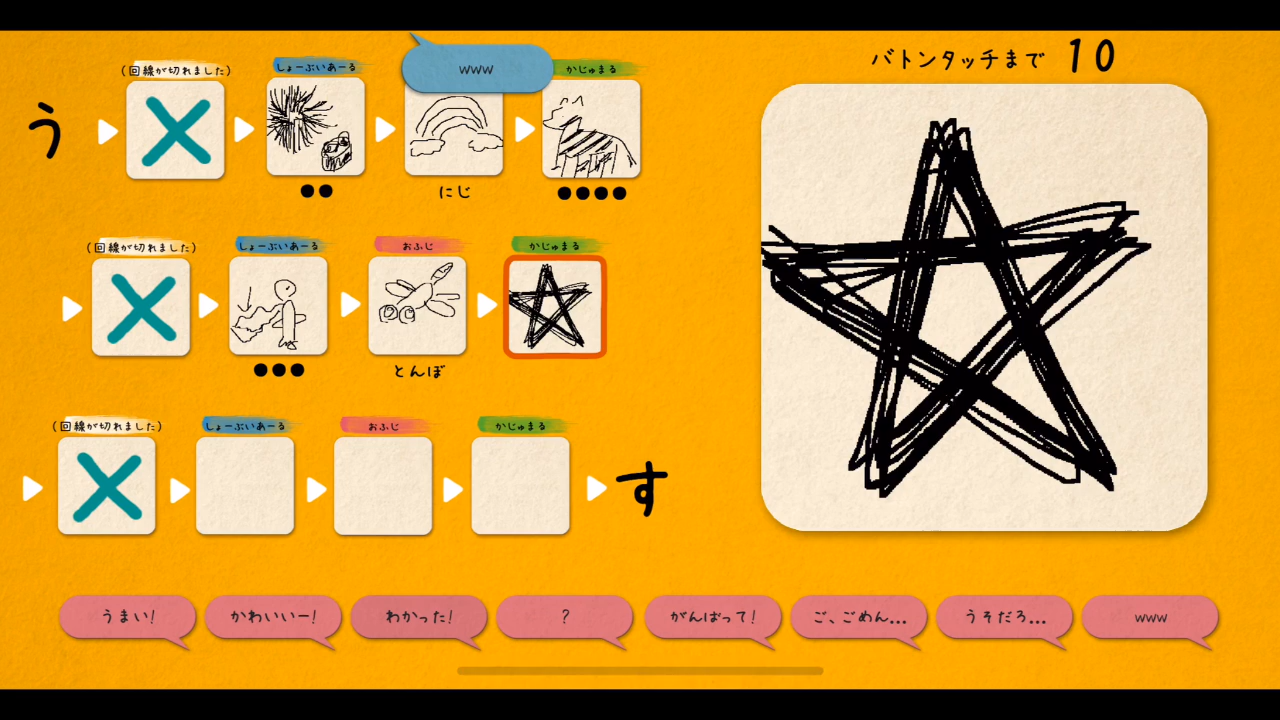 バトンタッチまで 10
う
(回線が切れました)
しょーぶいあーる
www
かじゅまる
●●
にじ
●●●●
(回線が切れました)
しょーぶいあーる
おふじ
かじゅまる
●●●
とんぼ
(回線が切れました)
しょーぶいあーる
おふじ
かじゅまる
す
うまい!
かわいいー!
わかった!
?
がんばって!
ご、ごめん...
うそだろ...
www